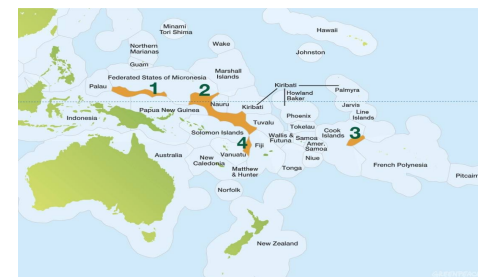 Minami
Tori Shima
Hawaii
Northern
Marianas
Wake
Johnston
Guam
Federated States of Micronesia
Marshall
Islands
Palau
1
2
Kiribati
Howland
Baker
Palmyra
Nauru
Kiribati
Papua New Guinea
Indonesia
Jarvis
Line
Islands
Phoenix
Tuvalu
Tokelau
Solomon Islands
Wallis &
Futuna
Samoa
Amer.
Samoa
Cook
Islands
3
4
Fiji
Vanuatu
Niue
Australia
New
Caledonia
Matthew
& Hunter
Tonga
French Polynesia
Pitcairn
Norfolk
New Zealand